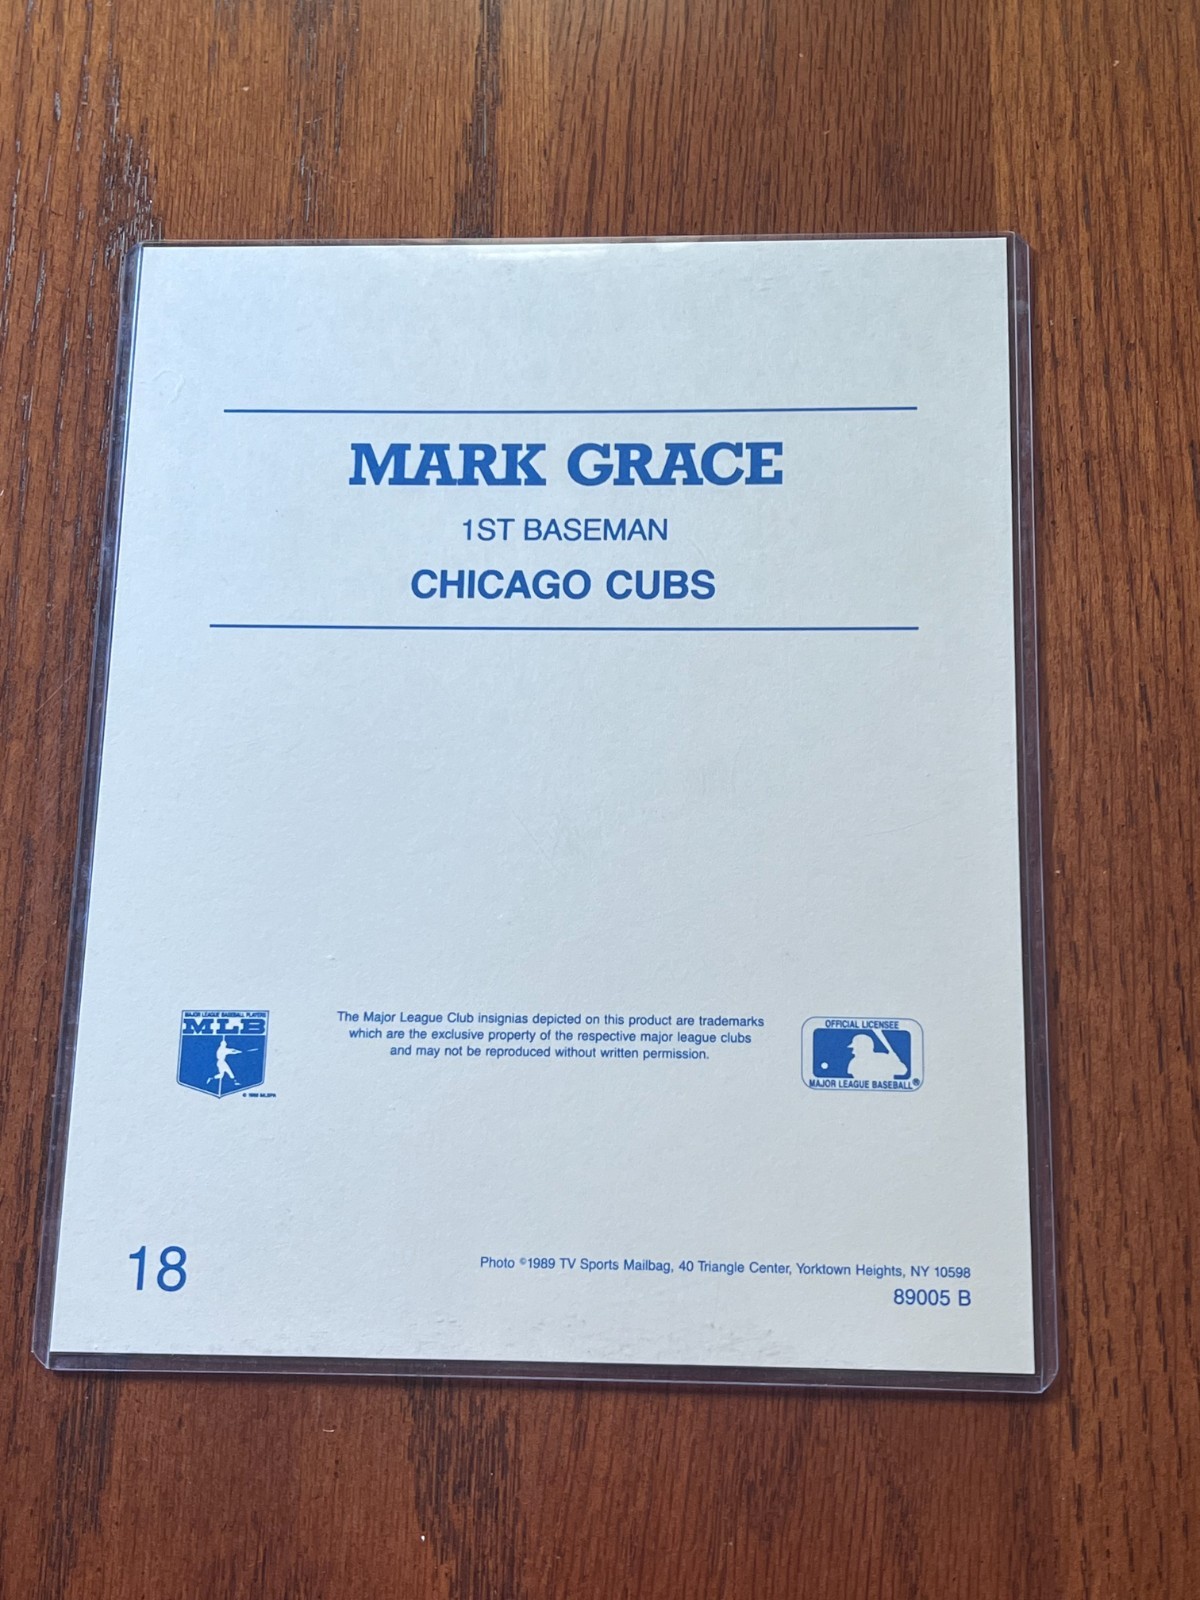 MARK GRACE
1ST BASEMAN
CHICAGO CUBS
MAJOR LEAGUE BASEBALL PLAYERS
MLB
The Major League Club insignias depicted on this product are trademarks
which are the exclusive property of the respective major league clubs
and may not be reproduced without written permission.
OFFICIAL LICENSEE
MAJOR LEAGUE BASEBALL®
18
Photo ©1989 TV Sports Mailbag, 40 Triangle Center, Yorktown Heights, NY 10598
89005 B